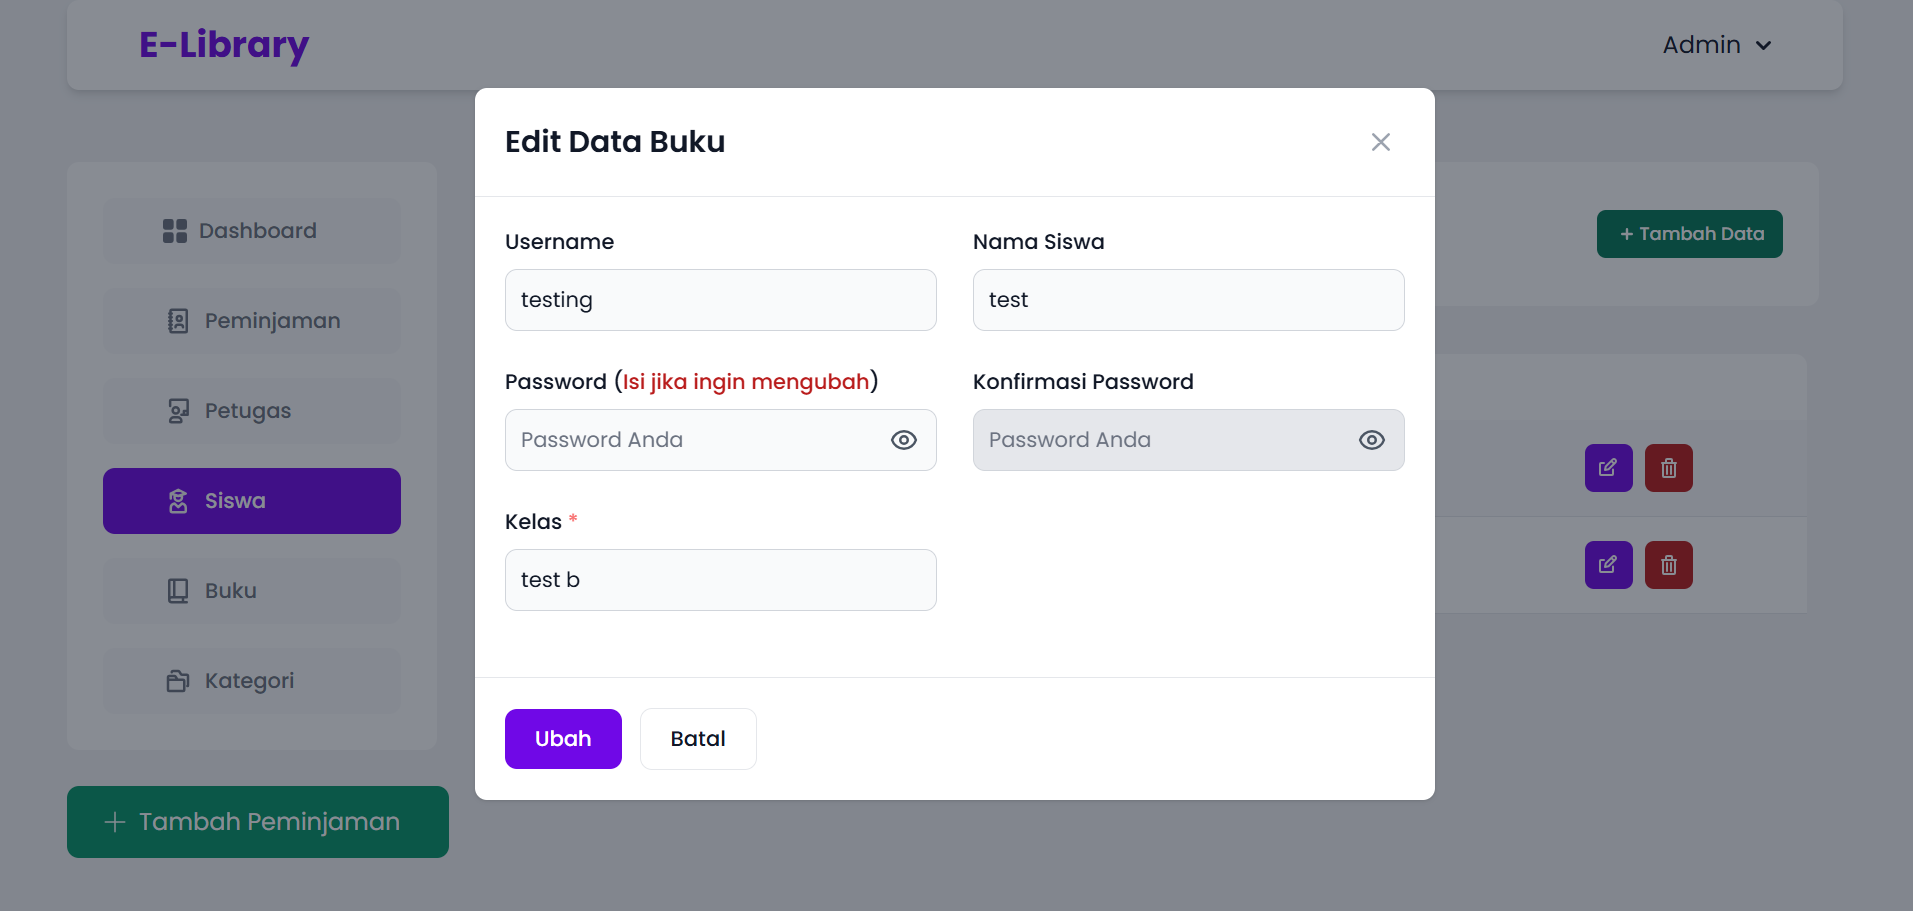 E-Library
Admin
Edit Data Buku
Dashboard
Peminjaman
Petugas
Siswa
Buku
Kategori
+ Tambah Peminjaman
+ Tambah Data
Username
testing
Nama Siswa
test
Password (Isi jika ingin mengubah)
Password Anda
Konfirmasi Password
Password Anda
Kelas *
test b
Ubah
Batal